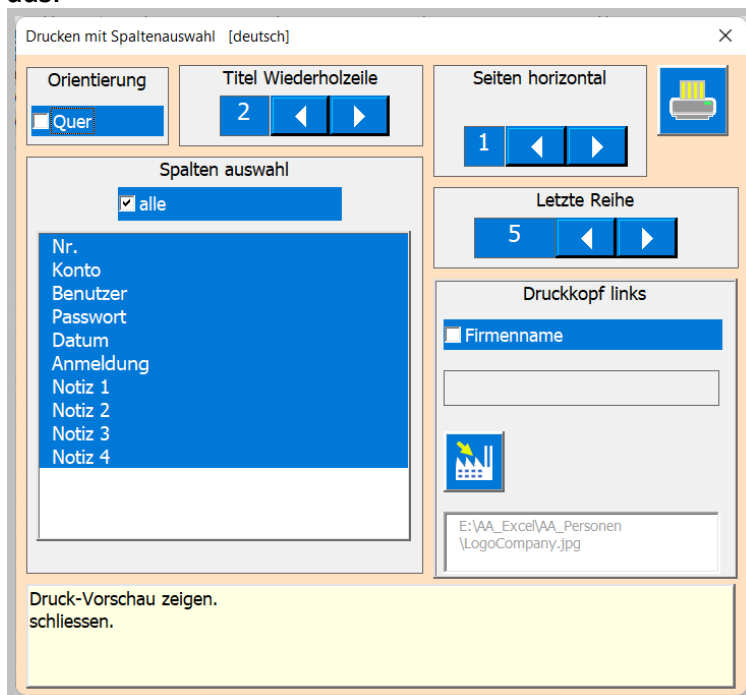 aus.
Drucken mit Spaltenauswahl [deutsch]
Orientierung
Quer
Titel Wiederholzeile
2
Seiten horizontal
1
Spalten auswahl
alle
Nr.
Konto
Benutzer
Passwort
Datum
Anmeldung
Notiz 1
Notiz 2
Notiz 3
Notiz 4
Letzte Reihe
5
Druckkopf links
Firmenname
E:\AA_Excel\AA_Personen
\LogoCompany.jpg
Druck-Vorschau zeigen.
schliessen.